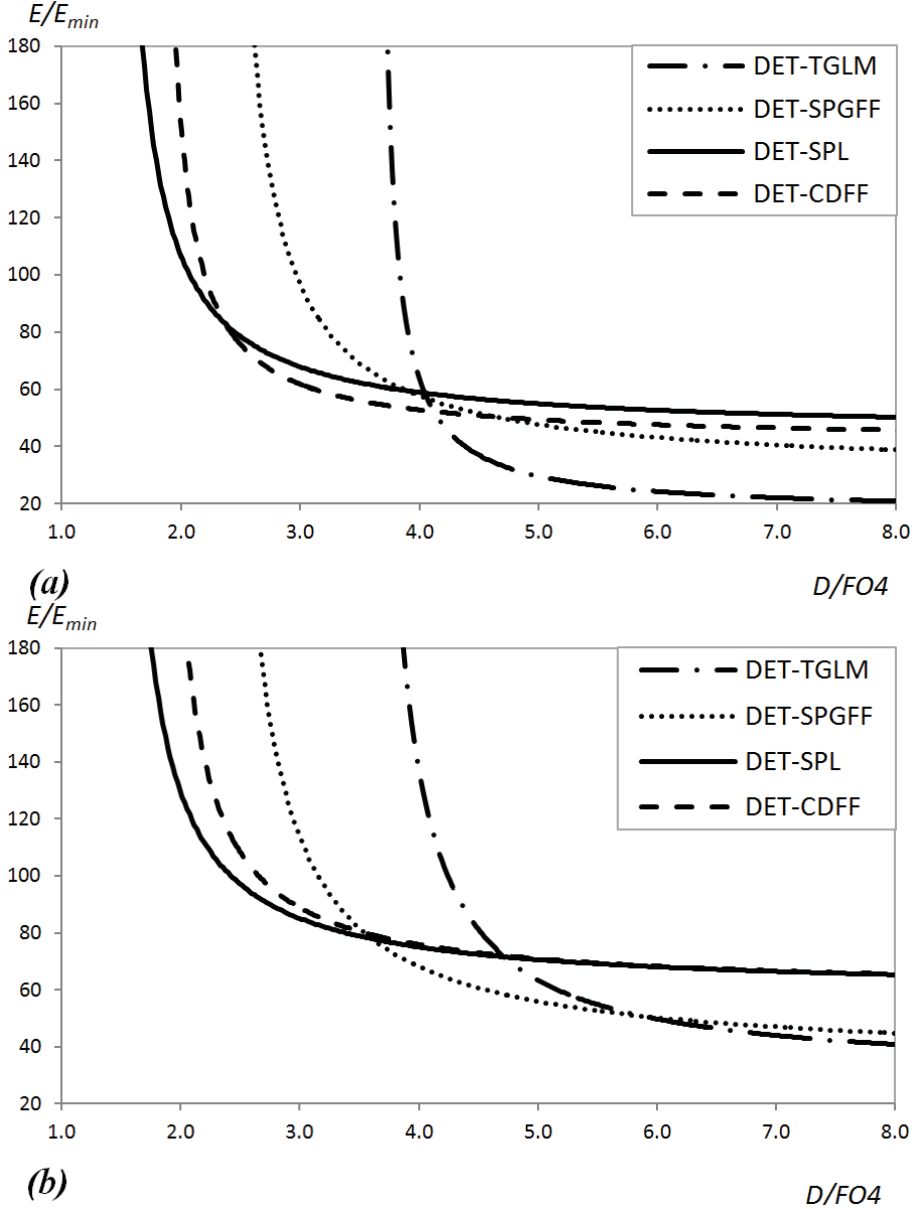 E/Emin
180
160
140
120
100
80
60
40
20
1.0 2.0 3.0 4.0 5.0 6.0 7.0 8.0
DET-TGLM
DET-SPGFF
DET-SPL
DET-CDFF
(a)
D/FO4
E/Emin
180
160
140
120
100
80
60
40
20
1.0 2.0 3.0 4.0 5.0 6.0 7.0 8.0
DET-TGLM
DET-SPGFF
DET-SPL
DET-CDFF
(b)
D/FO4